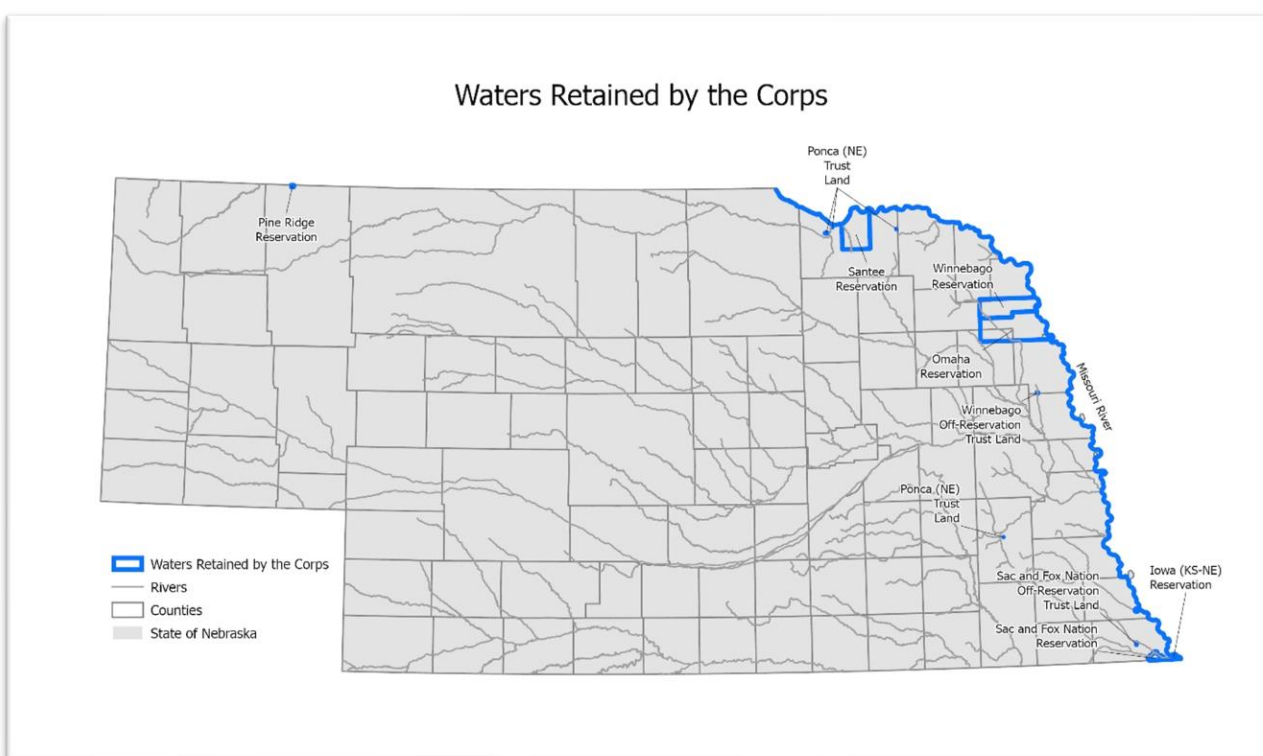 Waters Retained by the Corps
Ponca (NE)
Trust
Land
Pine Ridge
Reservation
Santee
Reservation
Winnebago
Reservation
Omaha
Reservation
Missouri River
Winnebago
Off-Reservation
Trust Land
Ponca (NE)
Trust
Land
Waters Retained by the Corps
Rivers
Counties
State of Nebraska
Sac and Fox Nation
Off-Reservation
Trust Land
Iowa (KS-NE)
Reservation
Sac and Fox Nation
Reservation